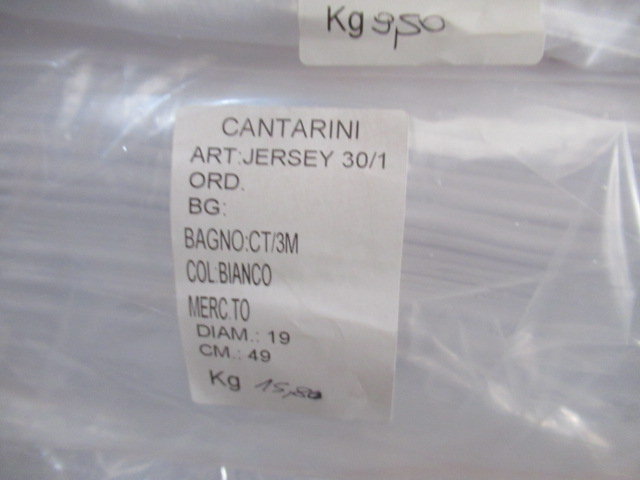 Kg 9,50
CANTARINI
ART:JERSEY 30/1
ORD.
BG:
BAGNO:CT/3M
COL:BIANCO
MERC.TO
DIAM.: 19
CM.: 49
Kg 15,80